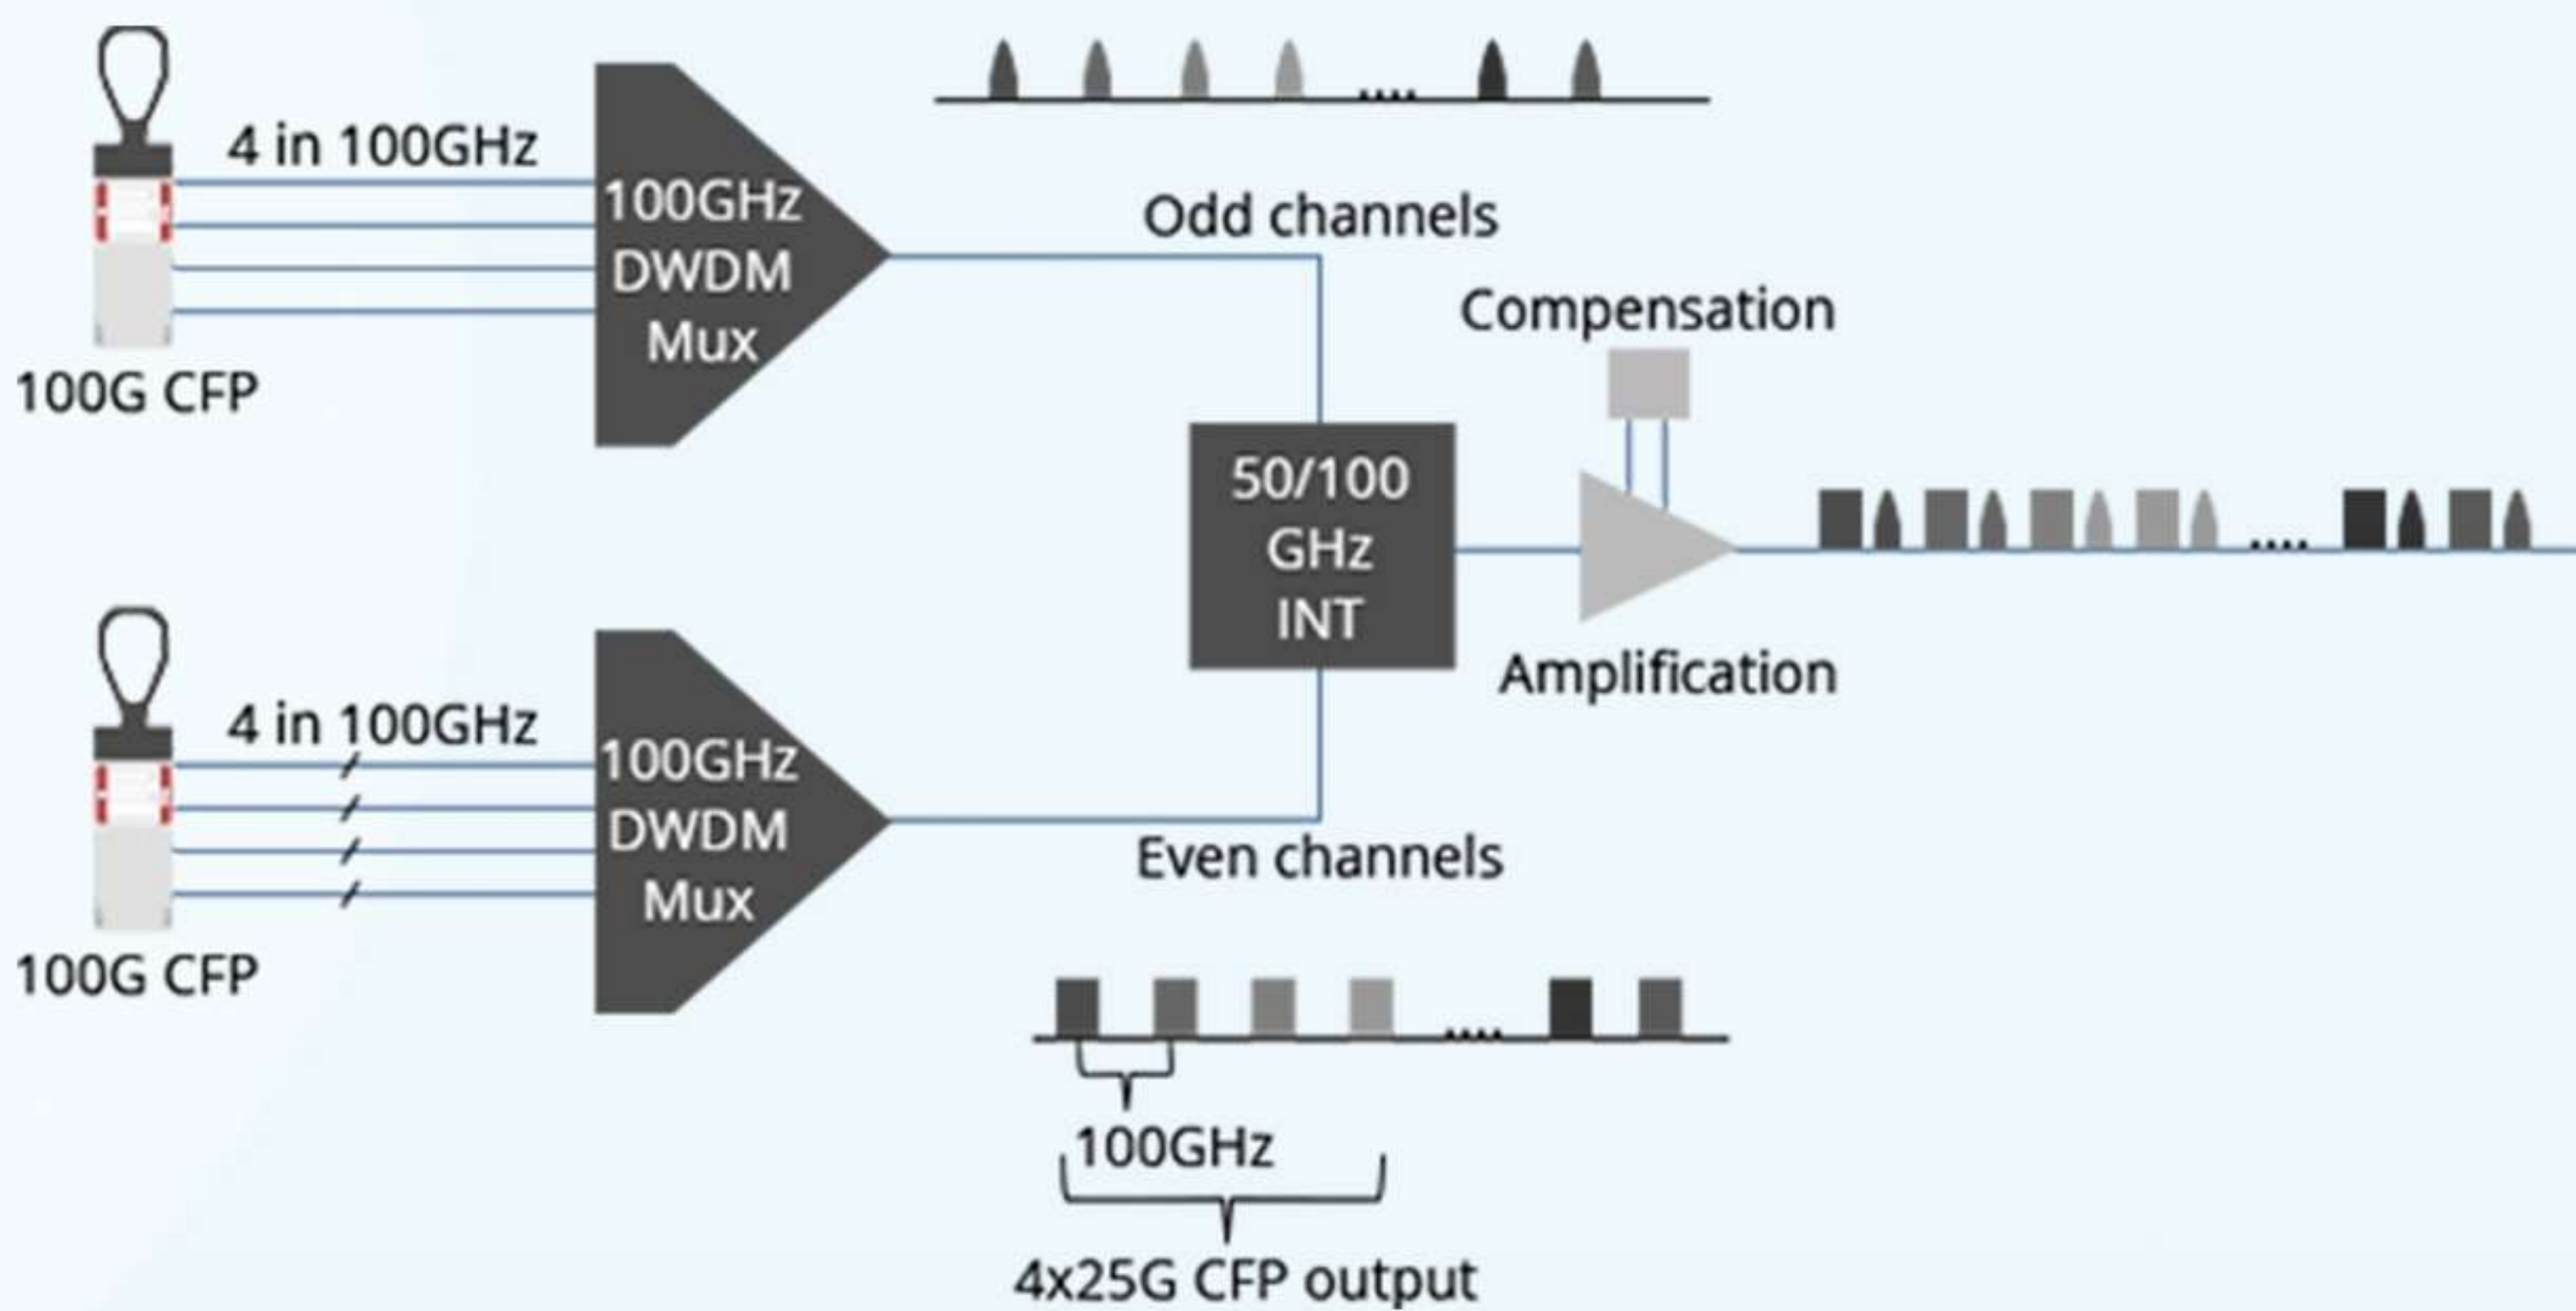 4 in 100GHz
100GHz
DWDM
Mux
100G CFP
Odd channels
Compensation
50/100
GHz
INT
Amplification
4 in 100GHz
100GHz
DWDM
Mux
100G CFP
Even channels
100GHz
4x25G CFP output